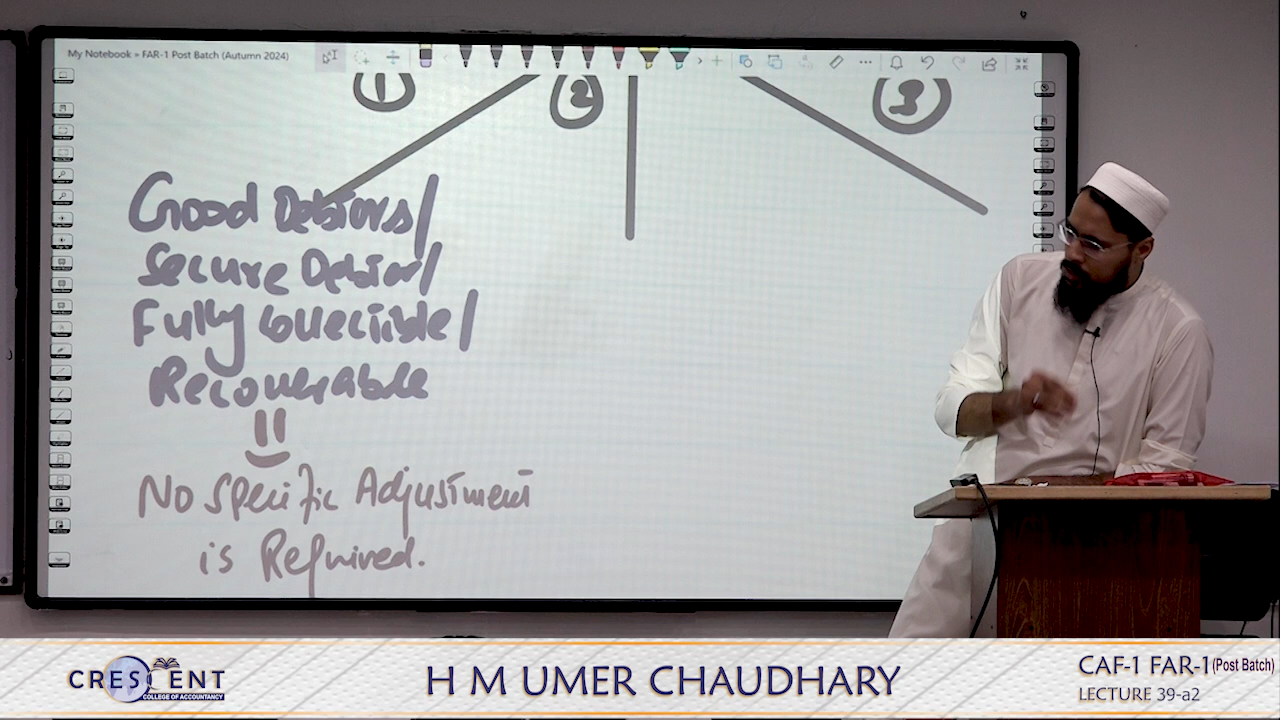 My Notebook » FAR-1 Post Batch (Autumn 2024)
1 2 3
Good Debtors/
Secure Debtor/
Fully Collectible/
Recoverable
No Specific Adjustment
is Required.
CRESCENT
COLLEGE OF ACCOUNTANCY
H M UMER CHAUDHARY
CAF-1 FAR-1 (Post Batch)
LECTURE 39-a2